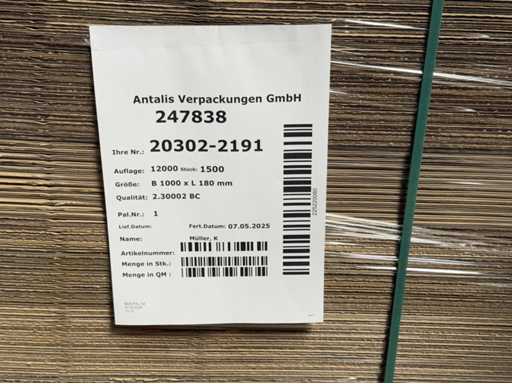 Antalis Verpackungen GmbH
247838
Ihre Nr.: 20302-2191
Auflage: 12000 Stück: 1500
Größe: B 1000 x L 180 mm
Qualität: 2.30002 BC
Pal.Nr.: 1
Lief.Datum: Fert.Datum: 07.05.2025
Name: Müller, K
Artikelnummer:
Menge in Stk.:
Menge in QM :